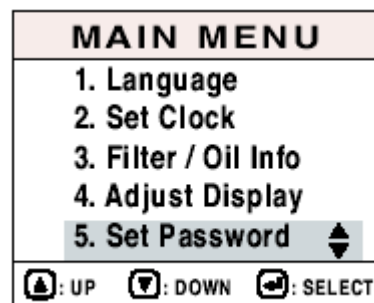 MAIN MENU
1. Language
2. Set Clock
3. Filter / Oil Info
4. Adjust Display
5. Set Password
: UP : DOWN : SELECT